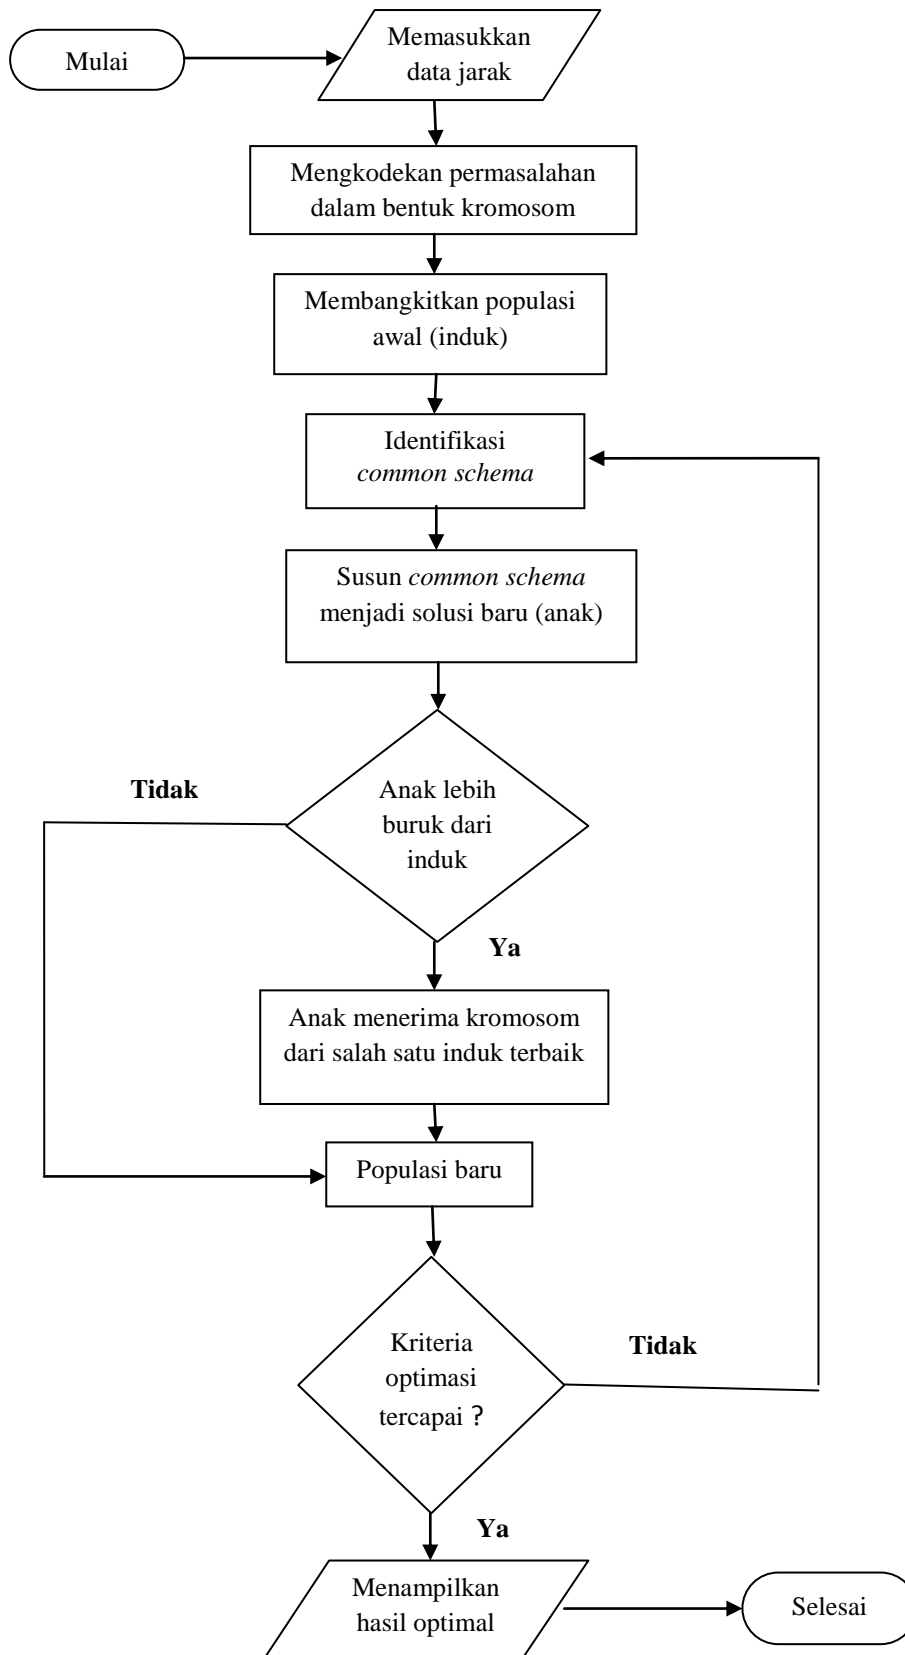 Mulai
Memasukkan
data jarak
Mengkodekan permasalahan
dalam bentuk kromosom
Membangkitkan populasi
awal (induk)
Identifikasi
common schema
Susun common schema
menjadi solusi baru (anak)
Tidak
Anak lebih
buruk dari
induk
Ya
Anak menerima kromosom
dari salah satu induk terbaik
Populasi baru
Kriteria
optimasi
tercapai ?
Tidak
Ya
Menampilkan
hasil optimal
Selesai